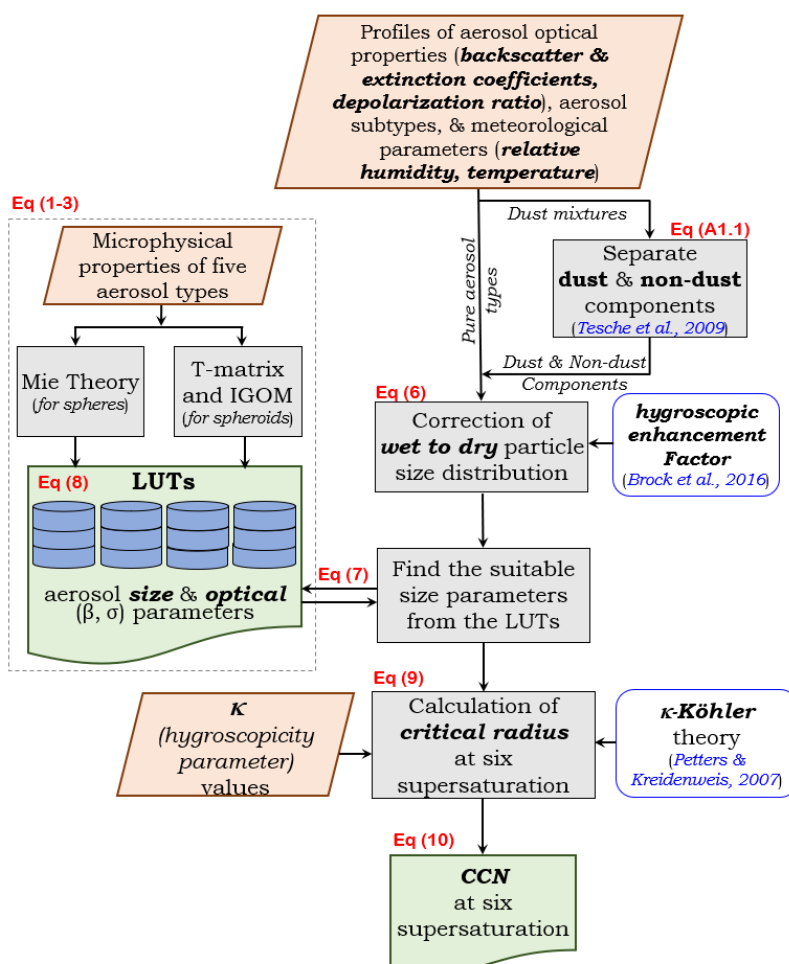 Profiles of aerosol optical
properties (backscatter &
extinction coefficients,
depolarization ratio), aerosol
subtypes, & meteorological
parameters (relative
humidity, temperature)
Eq (1-3)
Microphysical
properties of five
aerosol types
Mie Theory
(for spheres)
T-matrix
and IGOM
(for spheroids)
Eq (8)
LUTs
aerosol size & optical
(β, σ) parameters
Dust mixtures
Pure aerosol
types
Eq (A1.1)
Separate
dust & non-dust
components
(Tesche et al., 2009)
Dust & Non-dust
Components
Eq (6)
Correction of
wet to dry particle
size distribution
hygroscopic
enhancement
Factor
(Brock et al., 2016)
Eq (7)
Find the suitable
size parameters
from the LUTs
Eq (9)
κ
(hygroscopicity
parameter)
values
Calculation of
critical radius
at six
supersaturation
κ-Köhler
theory
(Petters &
Kreidenweis, 2007)
Eq (10)
CCN
at six
supersaturation